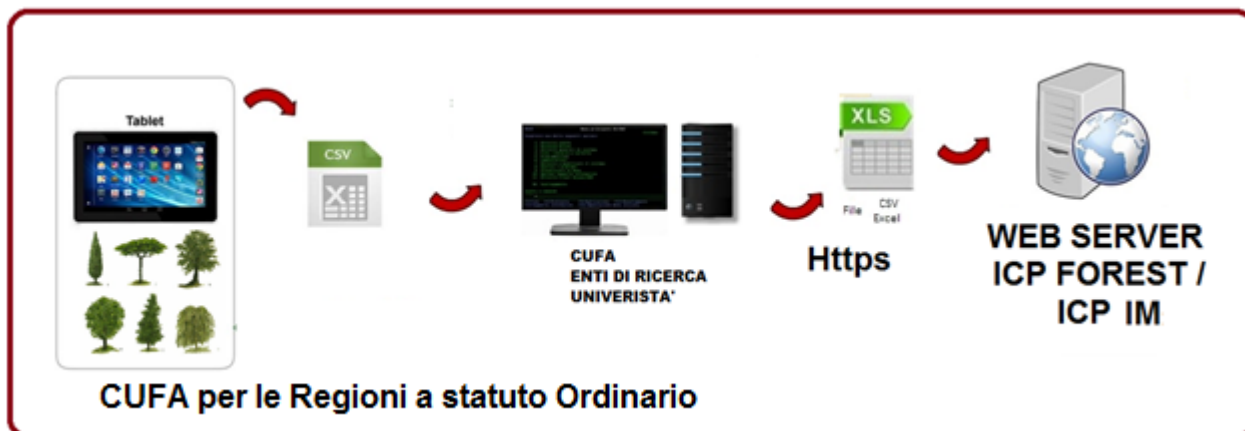 Tablet
CSV
CUFA
ENTI DI RICERCA
UNIVERISTA'
XLS
File
CSV
Excel
Https
WEB SERVER
ICP FOREST /
ICP IM
CUFA per le Regioni a statuto Ordinario